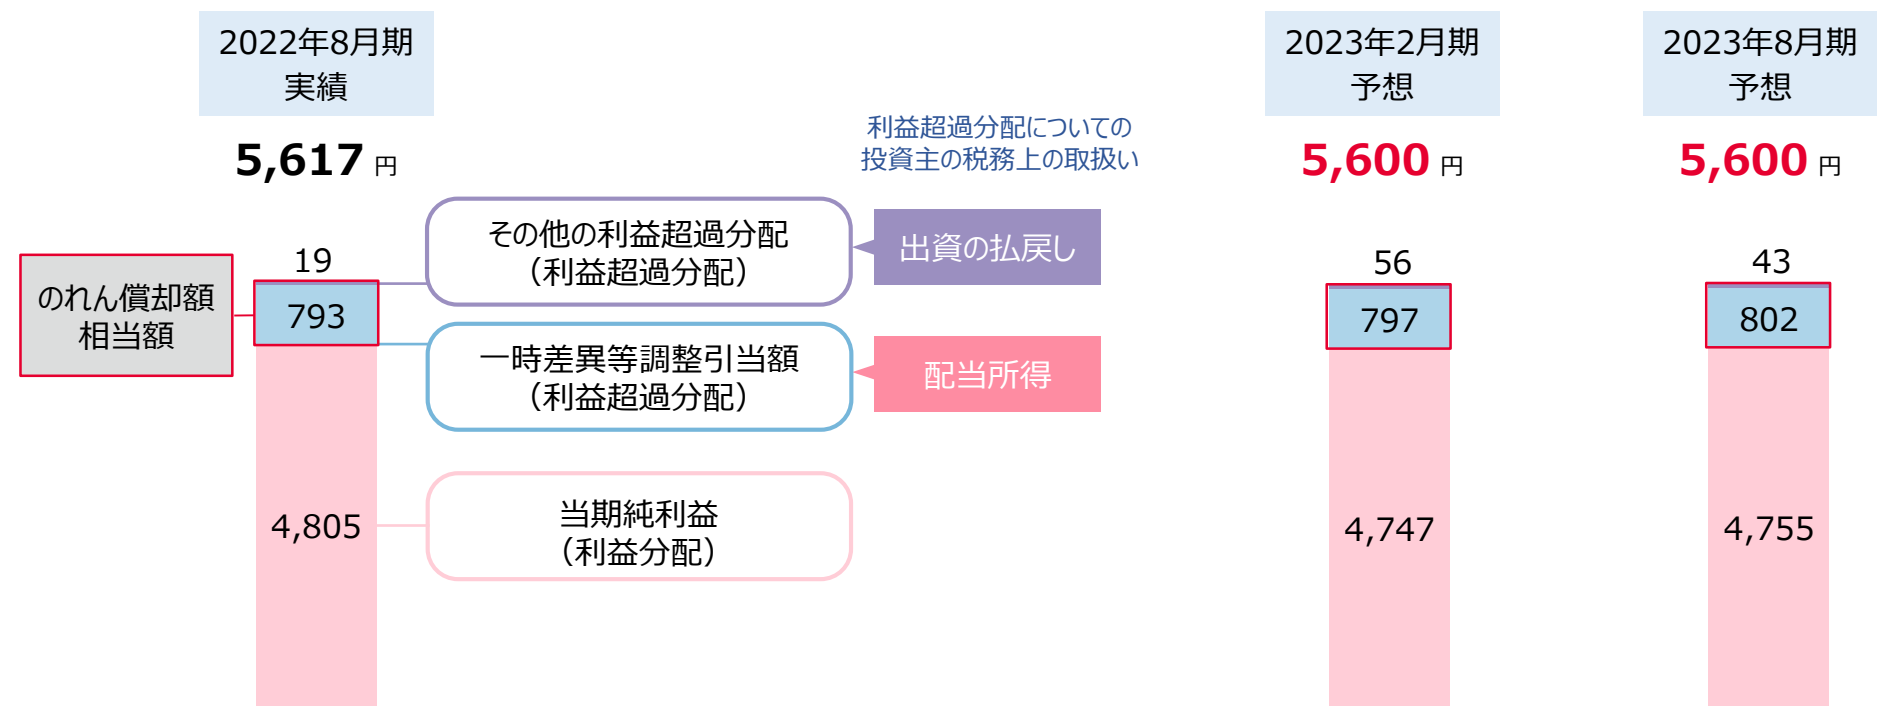 2022年8月期
実績
5,617 円
のれん償却額
相当額
19
793
4,805
その他の利益超過分配
（利益超過分配）
一時差異等調整引当額
（利益超過分配）
当期純利益
（利益分配）
利益超過分配についての
投資主の税務上の取扱い
出資の払戻し
配当所得
2023年2月期
予想
5,600 円
56
797
4,747
2023年8月期
予想
5,600 円
43
802
4,755